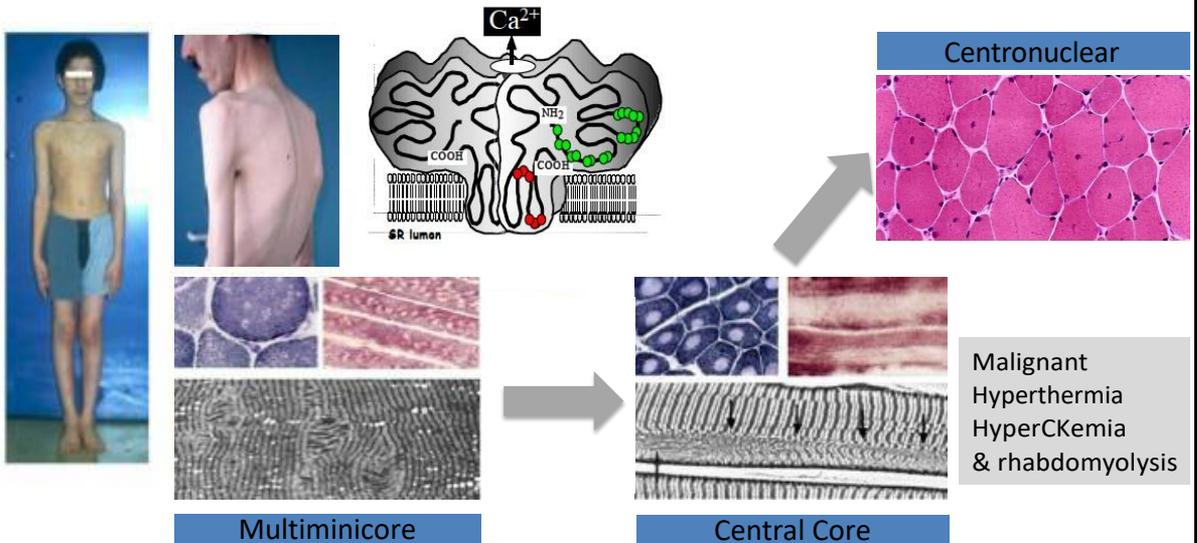 Ca²⁺
NH₂
COOH
COOH
SR lumen
Centronuclear
Malignant
Hyperthermia
HyperCKemia
& rhabdomyolysis
Multiminicore
Central Core